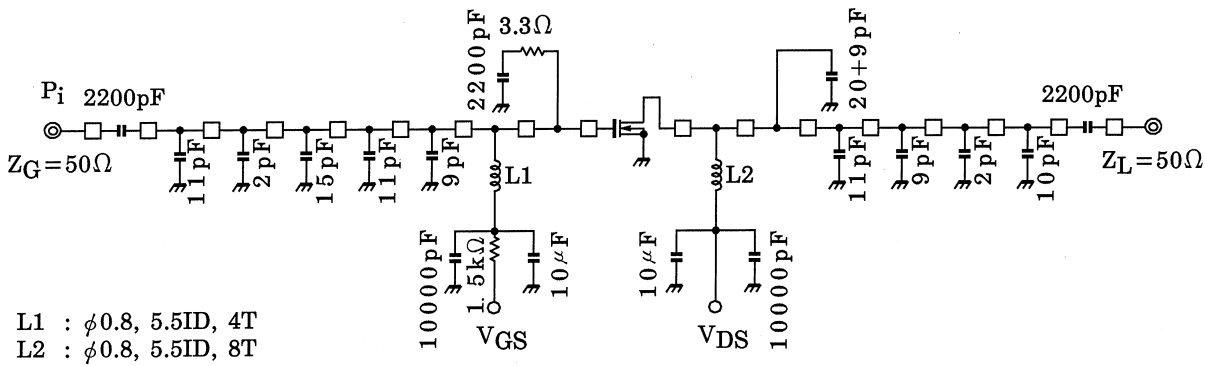 2200pF
3.3Ω
20+9pF
Pi
2200pF
2200pF
ZG=50Ω
11pF
2pF
15pF
11pF
9pF
L1
L2
11pF
9pF
2pF
10pF
ZL=50Ω
10000pF
1.5kΩ
10μF
10μF
10000pF
VGS
VDS
L1 : φ0.8, 5.5ID, 4T
L2 : φ0.8, 5.5ID, 8T